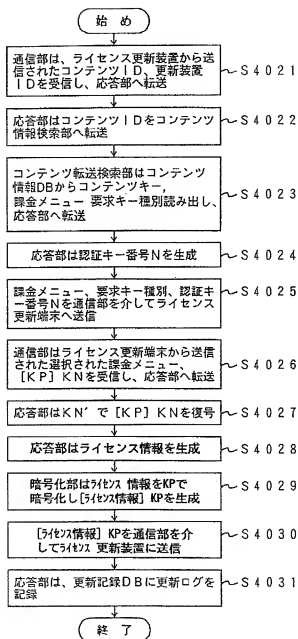 始 め
通信部は、ライセンス更新装置から送
信されたコンテンツID、更新装置
IDを受信し、応答部へ転送
S4021
応答部はコンテンツIDをコンテンツ
情報検索部へ転送
S4022
コンテンツ転送検索部はコンテンツ
情報DBからコンテンツキー,
課金メニュー 要求キー種別読み出し、
応答部へ転送
S4023
応答部は認証キー番号Nを生成
S4024
課金メニュー、要求キー種別、認証キ
ー番号Nを通信部を介してライセンス
更新端末へ送信
S4025
通信部はライセンス更新端末から送信
された選択された課金メニュー、
[KP]KNを受信し、応答部へ転送
S4026
応答部はKN'で[KP]KNを復号
S4027
応答部はライセンス情報を生成
S4028
暗号化部はライセンス 情報をKPで
暗号化し[ライセンス情報]KPを生成
S4029
[ライセンス情報]KPを通信部を介
してライセンス 更新装置に送信
S4030
応答部は、更新記録DBに更新ログを
記録
S4031
終 了